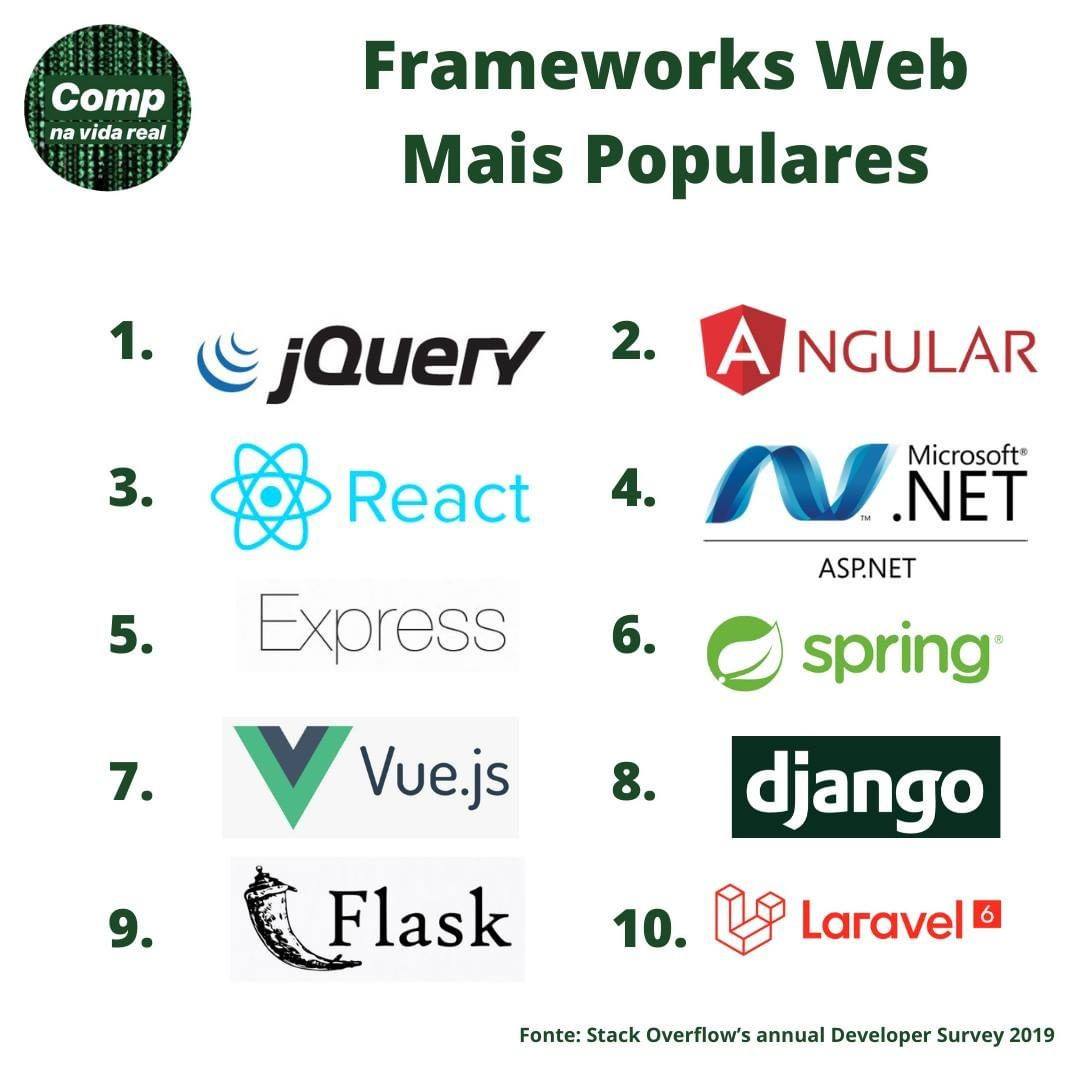 Comp
na vida real
Frameworks Web
Mais Populares
1. jQuery
2. ANGULAR
3. React
4. Microsoft®
.NET™
ASP.NET
5. Express
6. spring®
7. Vue.js
8. django
9. Flask
10. Laravel 6
Fonte: Stack Overflow’s annual Developer Survey 2019